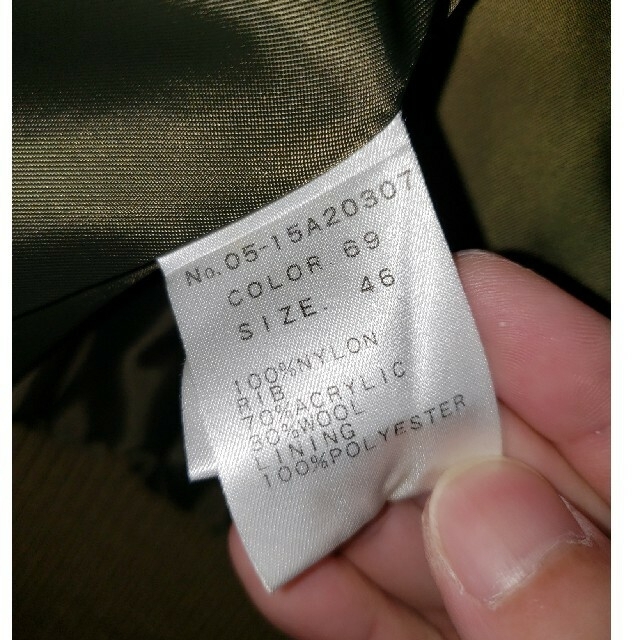 No. 05-15A20307
COLOR 69
SIZE. 46
100%NYLON
RIB
70%ACRYLIC
30%WOOL
LINING
100%POLYESTER